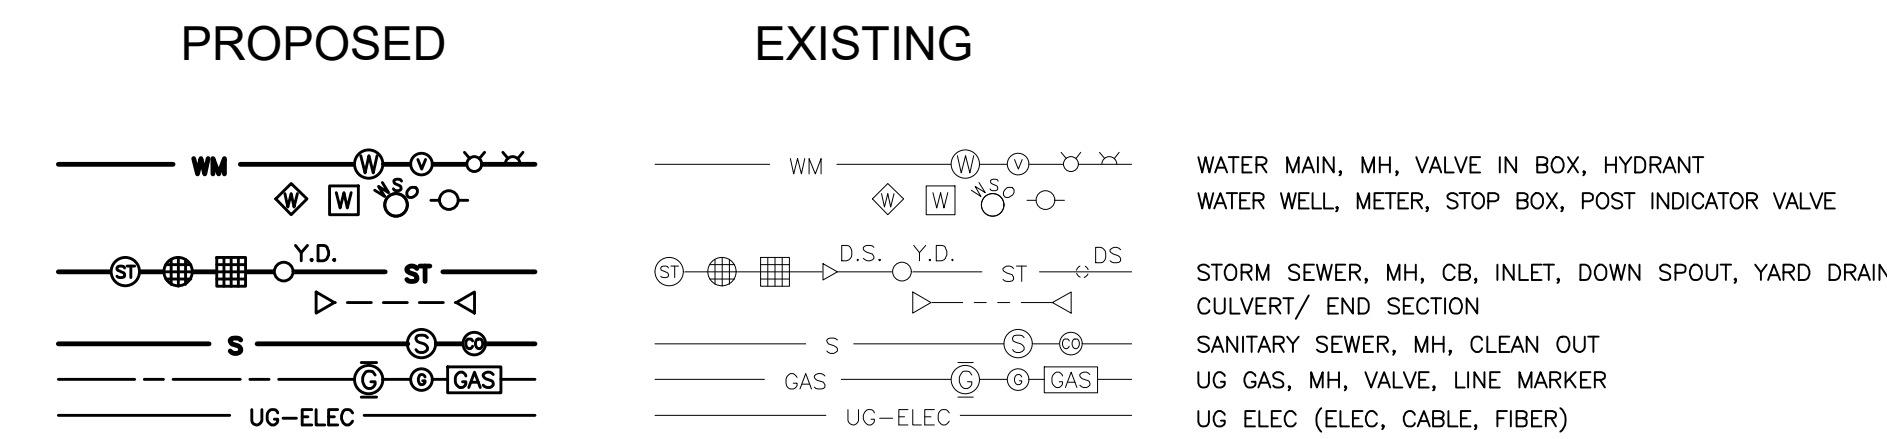 PROPOSED EXISTING
WM W V WM W V WATER MAIN, MH, VALVE IN BOX, HYDRANT
W W WSO W W WSO WATER WELL, METER, STOP BOX, POST INDICATOR VALVE
Y.D. D.S. Y.D. DS
ST ST ST ST STORM SEWER, MH, CB, INLET, DOWN SPOUT, YARD DRAIN
CULVERT/ END SECTION
S S CO S S CO SANITARY SEWER, MH, CLEAN OUT
G G GAS GAS G G GAS UG GAS, MH, VALVE, LINE MARKER
UG-ELEC UG-ELEC UG ELEC (ELEC, CABLE, FIBER)